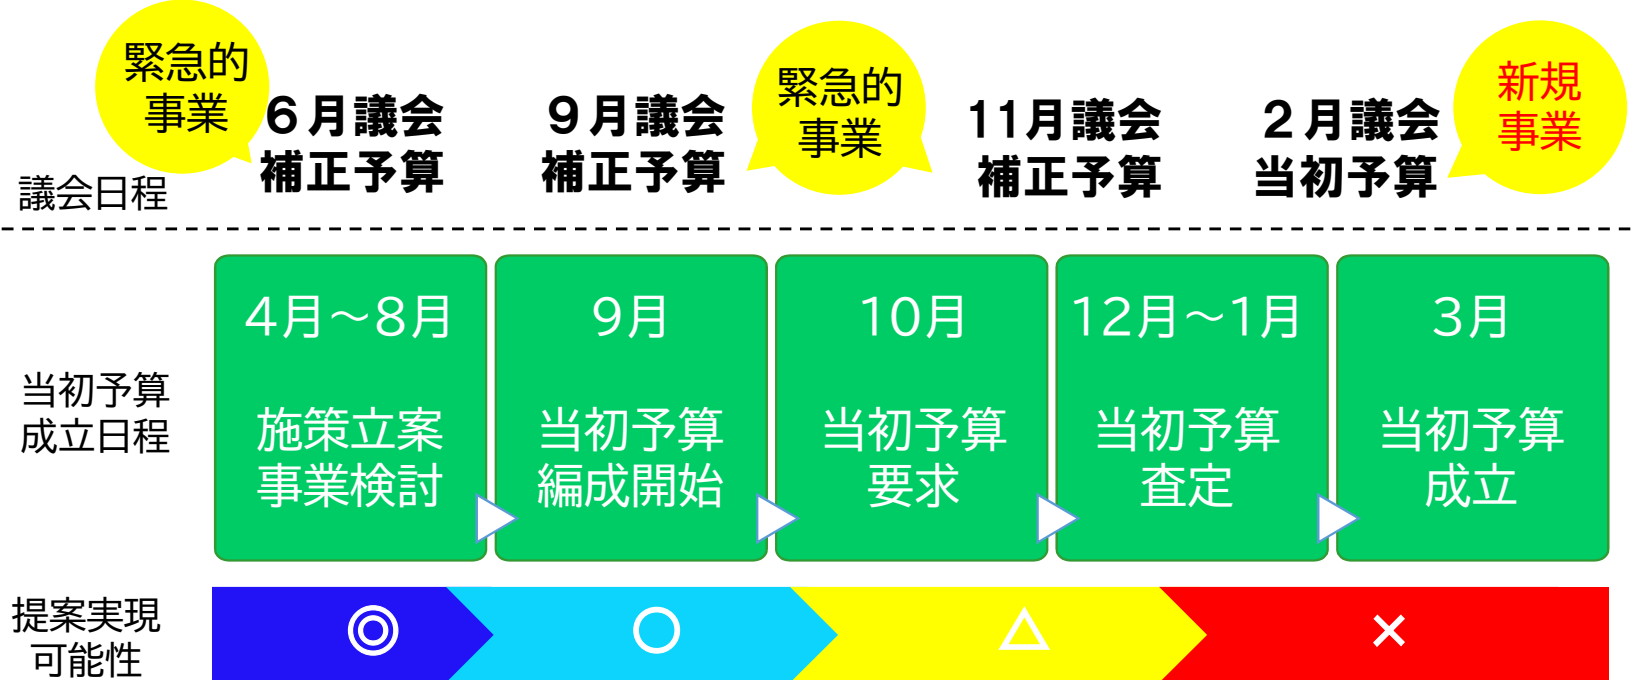 緊急的
事業
６月議会
補正予算
９月議会
補正予算
緊急的
事業
11月議会
補正予算
２月議会
当初予算
新規
事業
議会日程
当初予算
成立日程
4月～8月
施策立案
事業検討
9月
当初予算
編成開始
10月
当初予算
要求
12月～1月
当初予算
査定
3月
当初予算
成立
提案実現
可能性
◎
○
△
×